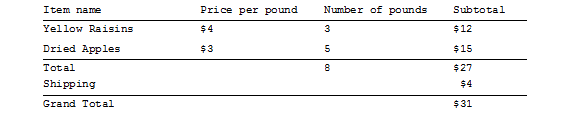 Item name Price per pound Number of pounds Subtotal
Yellow Raisins $4 3 $12
Dried Apples $3 5 $15
Total 8 $27
Shipping $4
Grand Total $31